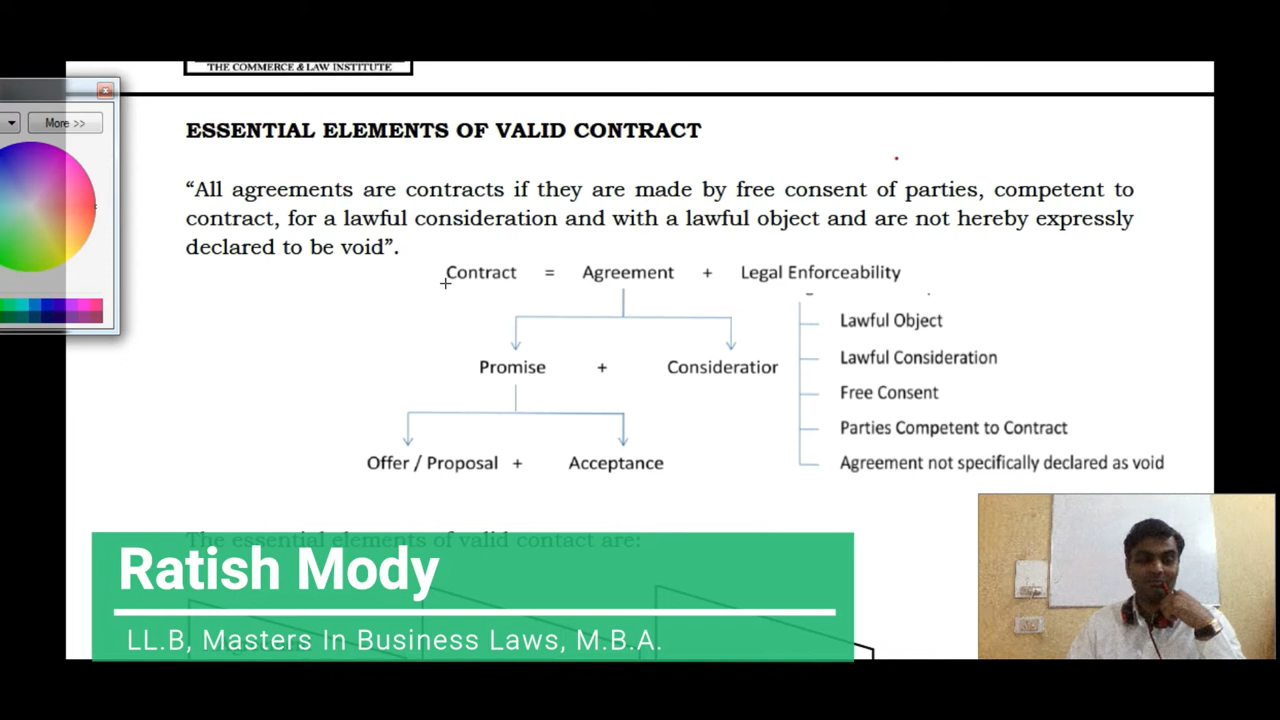 THE COMMERCE & LAW INSTITUTE
More >>
ESSENTIAL ELEMENTS OF VALID CONTRACT
“All agreements are contracts if they are made by free consent of parties, competent to
contract, for a lawful consideration and with a lawful object and are not hereby expressly
declared to be void”.
Contract = Agreement + Legal Enforceability
Lawful Object
Promise + Consideration
Lawful Consideration
Free Consent
Parties Competent to Contract
Offer / Proposal + Acceptance
Agreement not specifically declared as void
The essential elements of valid contact are:
Ratish Mody
LL.B, Masters In Business Laws, M.B.A.